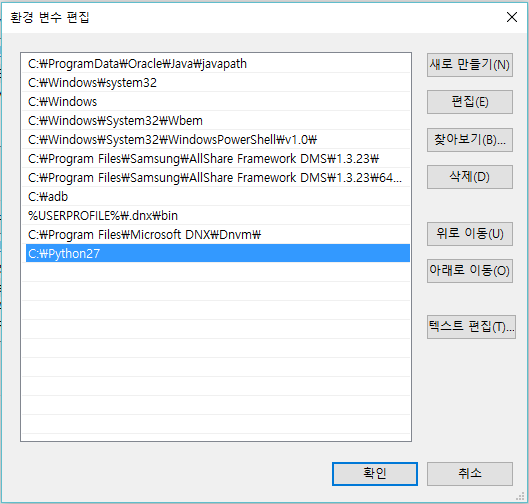 환경 변수 편집
C:₩ProgramData₩Oracle₩Java₩javapath
C:₩Windows₩system32
C:₩Windows
C:₩Windows₩System32₩Wbem
C:₩Windows₩System32₩WindowsPowerShell₩v1.0₩
C:₩Program Files₩Samsung₩AllShare Framework DMS₩1.3.23₩
C:₩Program Files₩Samsung₩AllShare Framework DMS₩1.3.23₩64...
C:₩adb
%USERPROFILE%₩.dnx₩bin
C:₩Program Files₩Microsoft DNX₩Dnvm₩
C:₩Python27
새로 만들기(N)
편집(E)
찾아보기(B)...
삭제(D)
위로 이동(U)
아래로 이동(O)
텍스트 편집(T)...
확인
취소